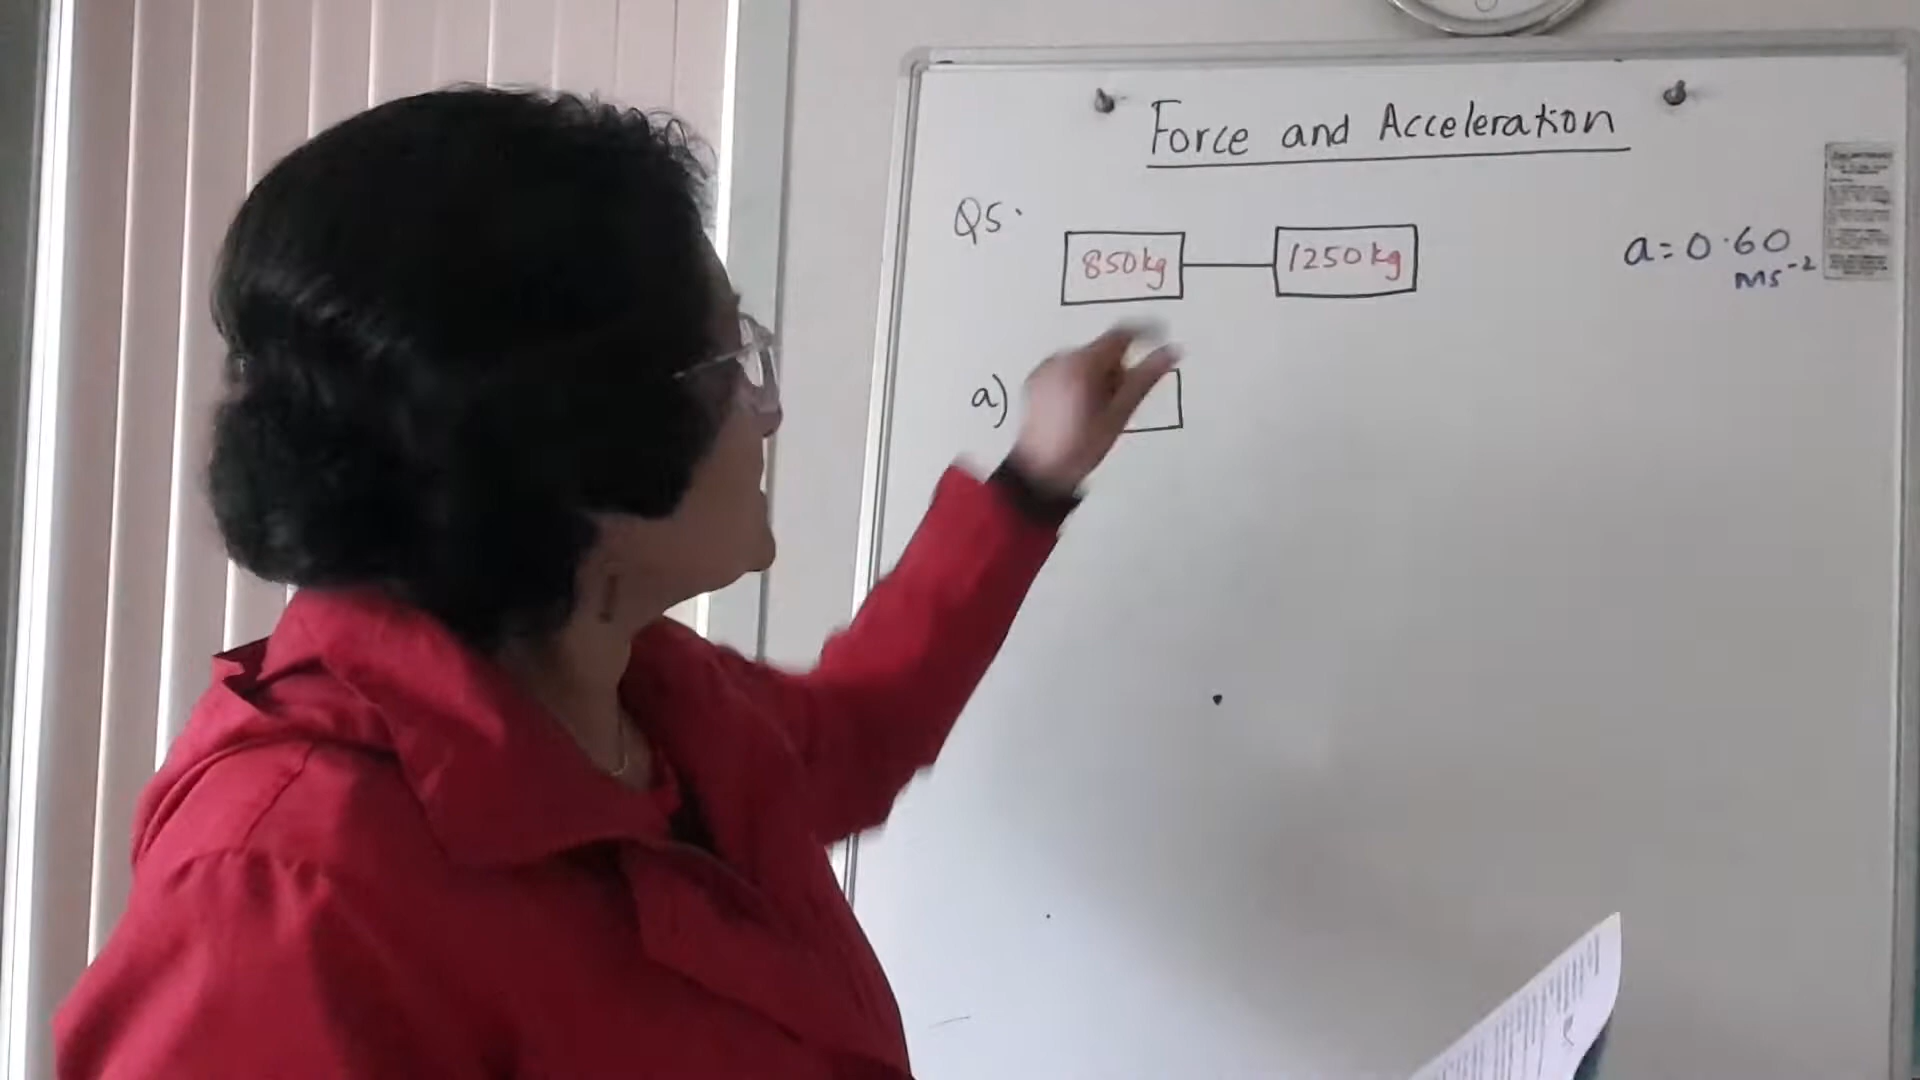 Force and Acceleration
Q5.
850kg
1250kg
a = 0.60
ms⁻²
a)